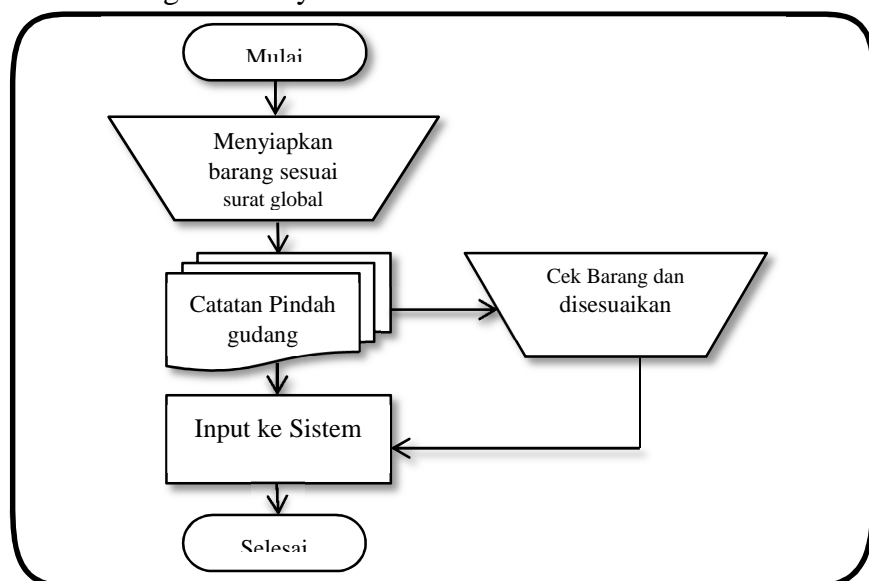 Mulai
Menyiapkan
barang sesuai
surat global
Catatan Pindah
gudang
Cek Barang dan
disesuaikan
Input ke Sistem
Selesai